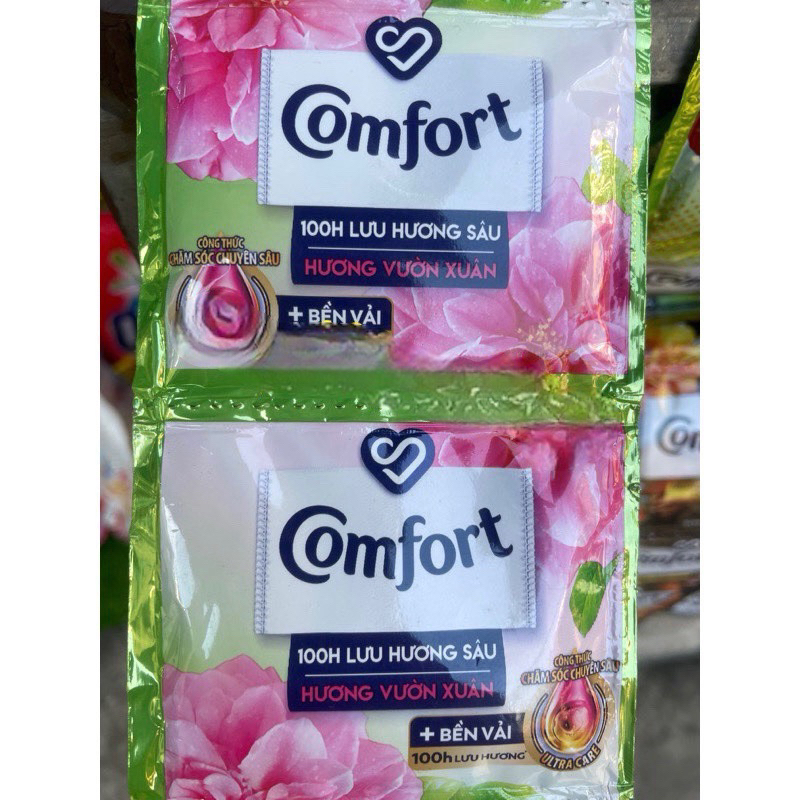 Comfort
100H LƯU HƯƠNG SÂU
HƯƠNG VƯỜN XUÂN
CÔNG THỨC
CHĂM SÓC CHUYÊN SÂU
+ BỀN VẢI
Comfort
100H LƯU HƯƠNG SÂU
HƯƠNG VƯỜN XUÂN
CÔNG THỨC
CHĂM SÓC CHUYÊN SÂU
+ BỀN VẢI
100h LƯU HƯƠNG
ULTRA CARE
Com